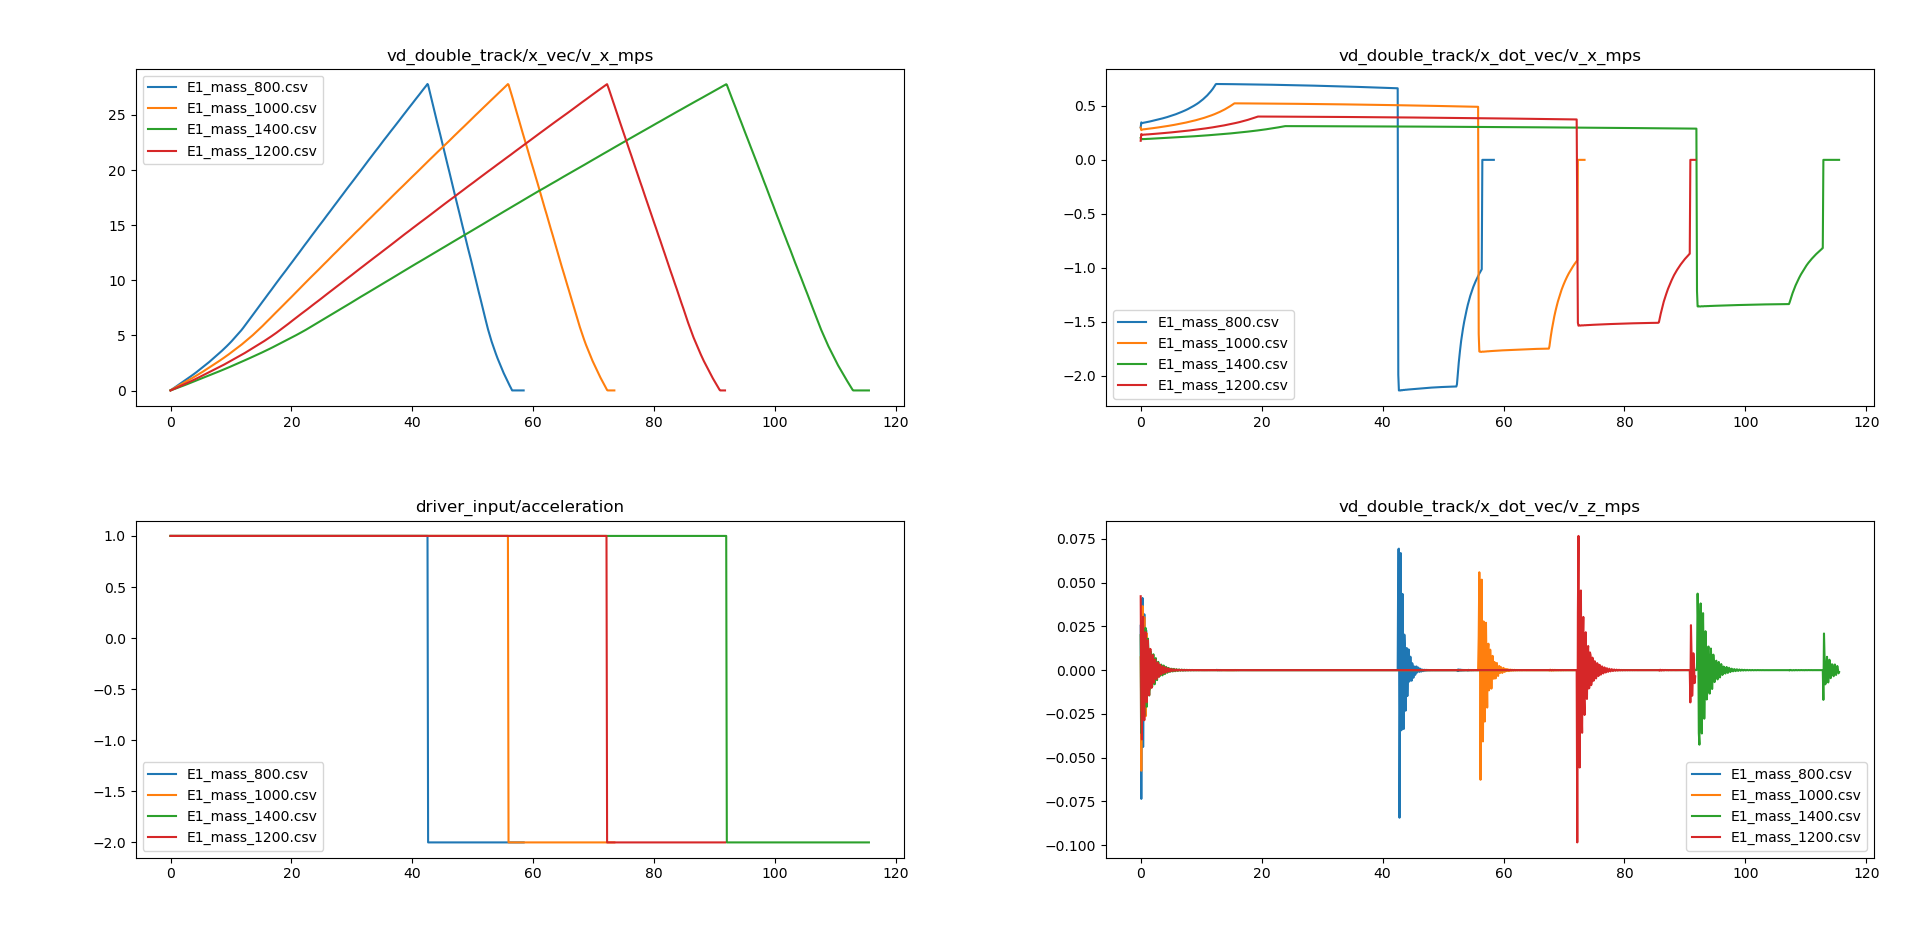 vd_double_track/x_vec/v_x_mps
E1_mass_800.csv
E1_mass_1000.csv
E1_mass_1400.csv
E1_mass_1200.csv
25
20
15
10
5
0
0 20 40 60 80 100 120
vd_double_track/x_dot_vec/v_x_mps
0.5
0.0
−0.5
−1.0
−1.5
−2.0
E1_mass_800.csv
E1_mass_1000.csv
E1_mass_1400.csv
E1_mass_1200.csv
0 20 40 60 80 100 120
driver_input/acceleration
1.0
0.5
0.0
−0.5
−1.0
−1.5
−2.0
E1_mass_800.csv
E1_mass_1000.csv
E1_mass_1400.csv
E1_mass_1200.csv
0 20 40 60 80 100 120
vd_double_track/x_dot_vec/v_z_mps
0.075
0.050
0.025
0.000
−0.025
−0.050
−0.075
−0.100
E1_mass_800.csv
E1_mass_1000.csv
E1_mass_1400.csv
E1_mass_1200.csv
0 20 40 60 80 100 120